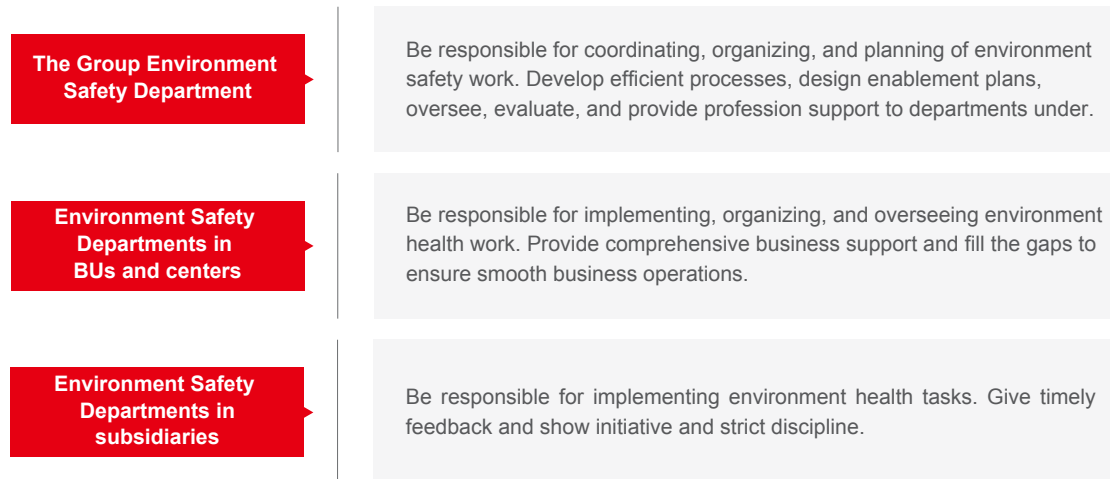 The Group Environment
Safety Department
Be responsible for coordinating, organizing, and planning of environment
safety work. Develop efficient processes, design enablement plans,
oversee, evaluate, and provide profession support to departments under.
Environment Safety
Departments in
BUs and centers
Be responsible for implementing, organizing, and overseeing environment
health work. Provide comprehensive business support and fill the gaps to
ensure smooth business operations.
Environment Safety
Departments in
subsidiaries
Be responsible for implementing environment health tasks. Give timely
feedback and show initiative and strict discipline.